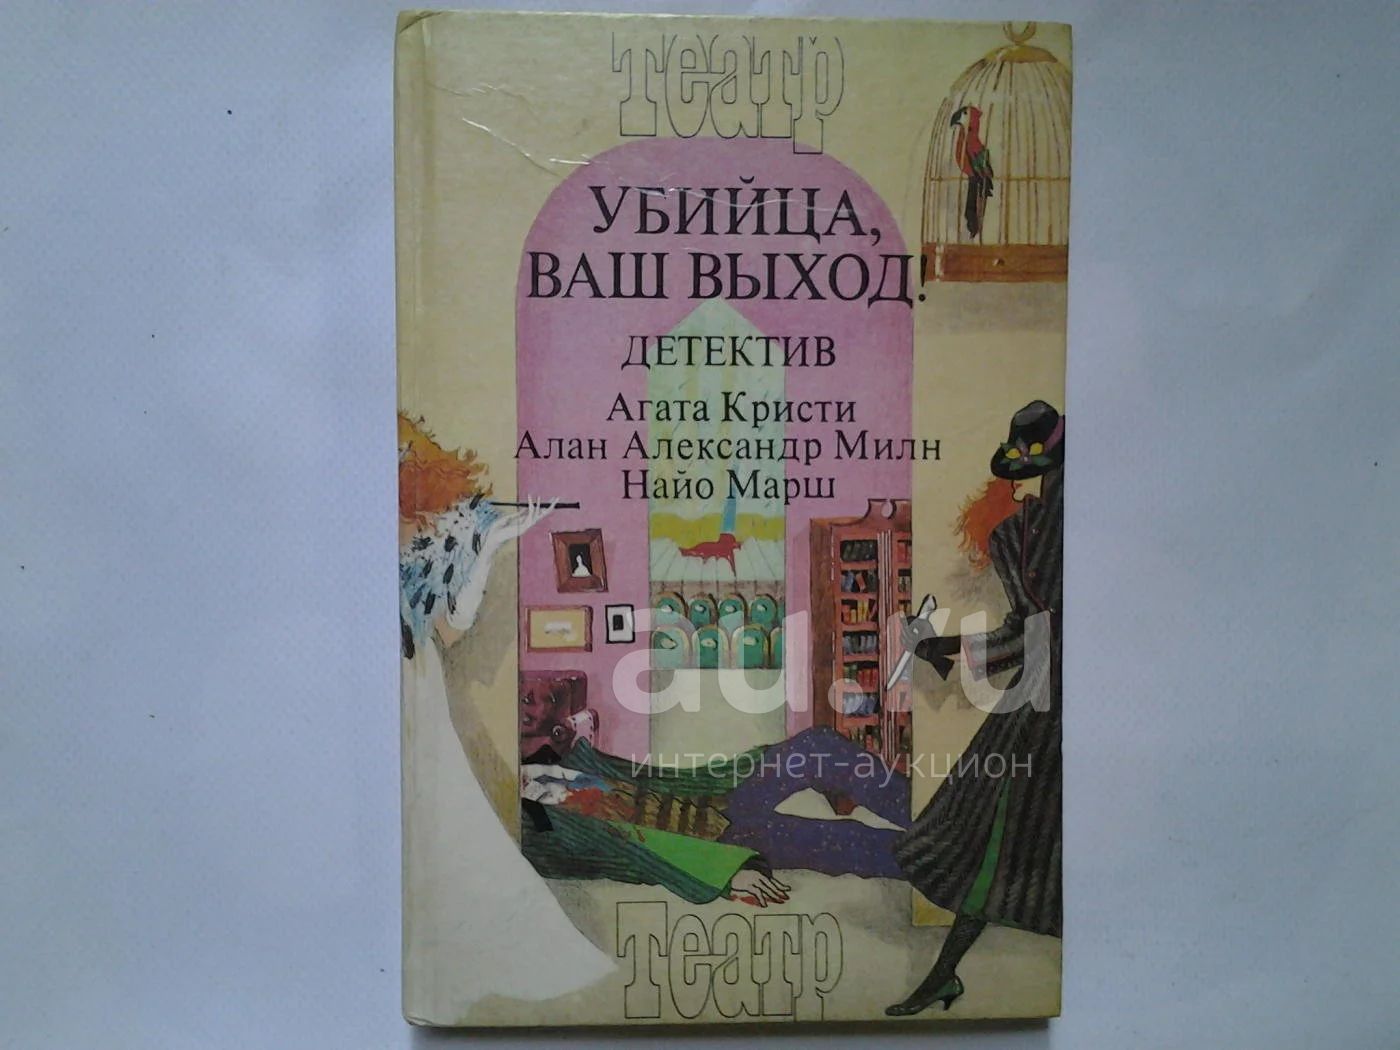 театр
УБИЙЦА,
ВАШ ВЫХОД!
ДЕТЕКТИВ
Агата Кристи
Алан Александр Милн
Найо Марш
au.ru
интернет-аукцион
театр